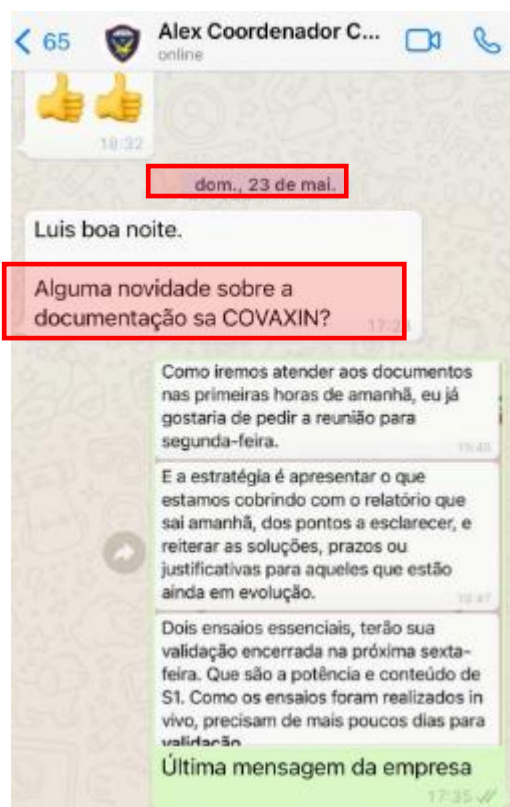 65
Alex Coordenador C...
online
18:32
dom., 23 de mai.
Luis boa noite.
Alguma novidade sobre a
documentação sa COVAXIN?
Como iremos atender aos documentos
nas primeiras horas de amanhã, eu já
gostaria de pedir a reunião para
segunda-feira.
E a estratégia é apresentar o que
estamos cobrindo com o relatório que
sai amanhã, dos pontos a esclarecer, e
reiterar as soluções, prazos ou
justificativas para aqueles que estão
ainda em evolução.
Dois ensaios essenciais, terão sua
validação encerrada na próxima sexta-
feira. Que são a potência e conteúdo de
S1. Como os ensaios foram realizados in
vivo, precisam de mais poucos dias para
validação
Última mensagem da empresa
17:35